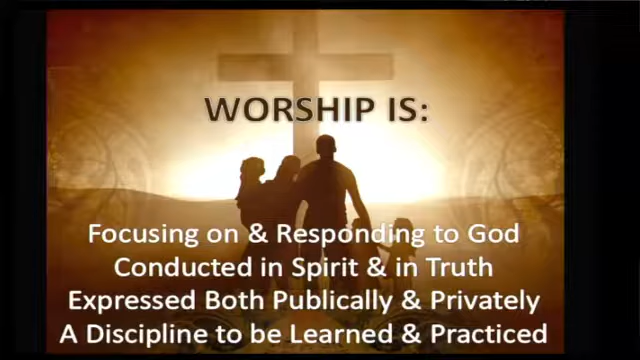 WORSHIP IS:
Focusing on & Responding to God
Conducted in Spirit & in Truth
Expressed Both Publically & Privately
A Discipline to be Learned & Practiced